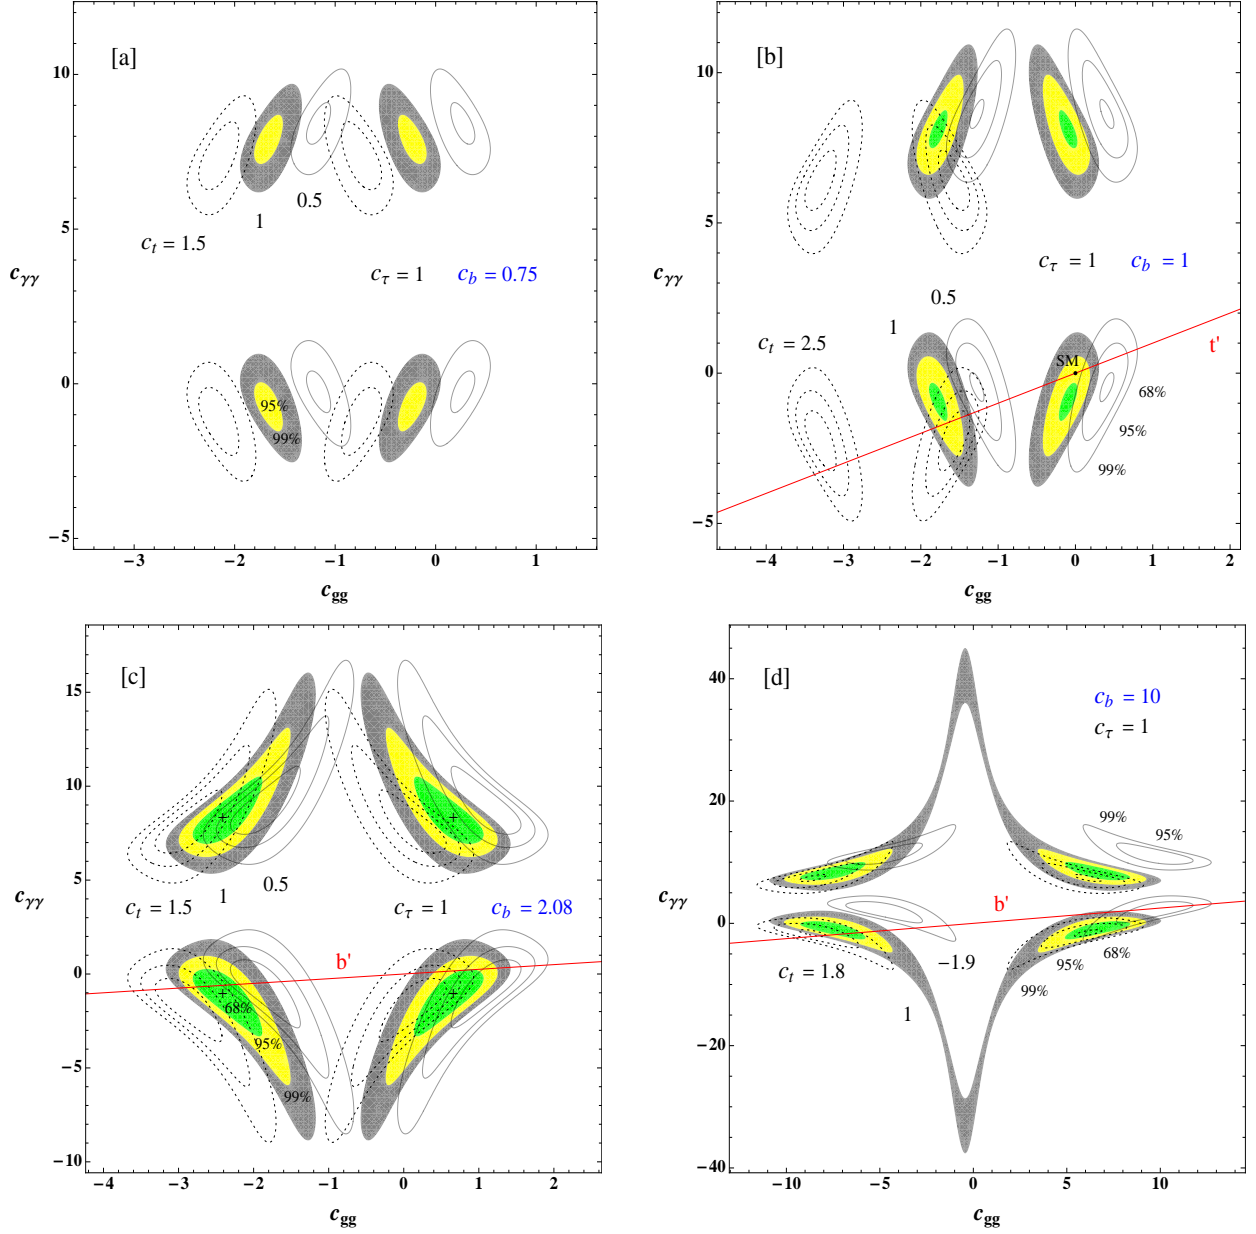 [a]
10
5
0
−5
c_γγ
1
0.5
c_t = 1.5
c_τ = 1 c_b = 0.75
95%
99%
−3 −2 −1 0 1
c_gg
[b]
10
5
0
−5
c_γγ
c_τ = 1 c_b = 1
0.5
1
c_t = 2.5
t'
SM
68%
95%
99%
−4 −3 −2 −1 0 1 2
c_gg
[c]
15
10
5
0
−5
−10
c_γγ
1
0.5
c_t = 1.5
c_τ = 1 c_b = 2.08
b'
68%
95%
99%
−4 −3 −2 −1 0 1 2
c_gg
[d]
40
20
0
−20
−40
c_γγ
c_b = 10
c_τ = 1
99%
95%
b'
c_t = 1.8
−1.9
1
68%
95%
99%
−10 −5 0 5 10
c_gg